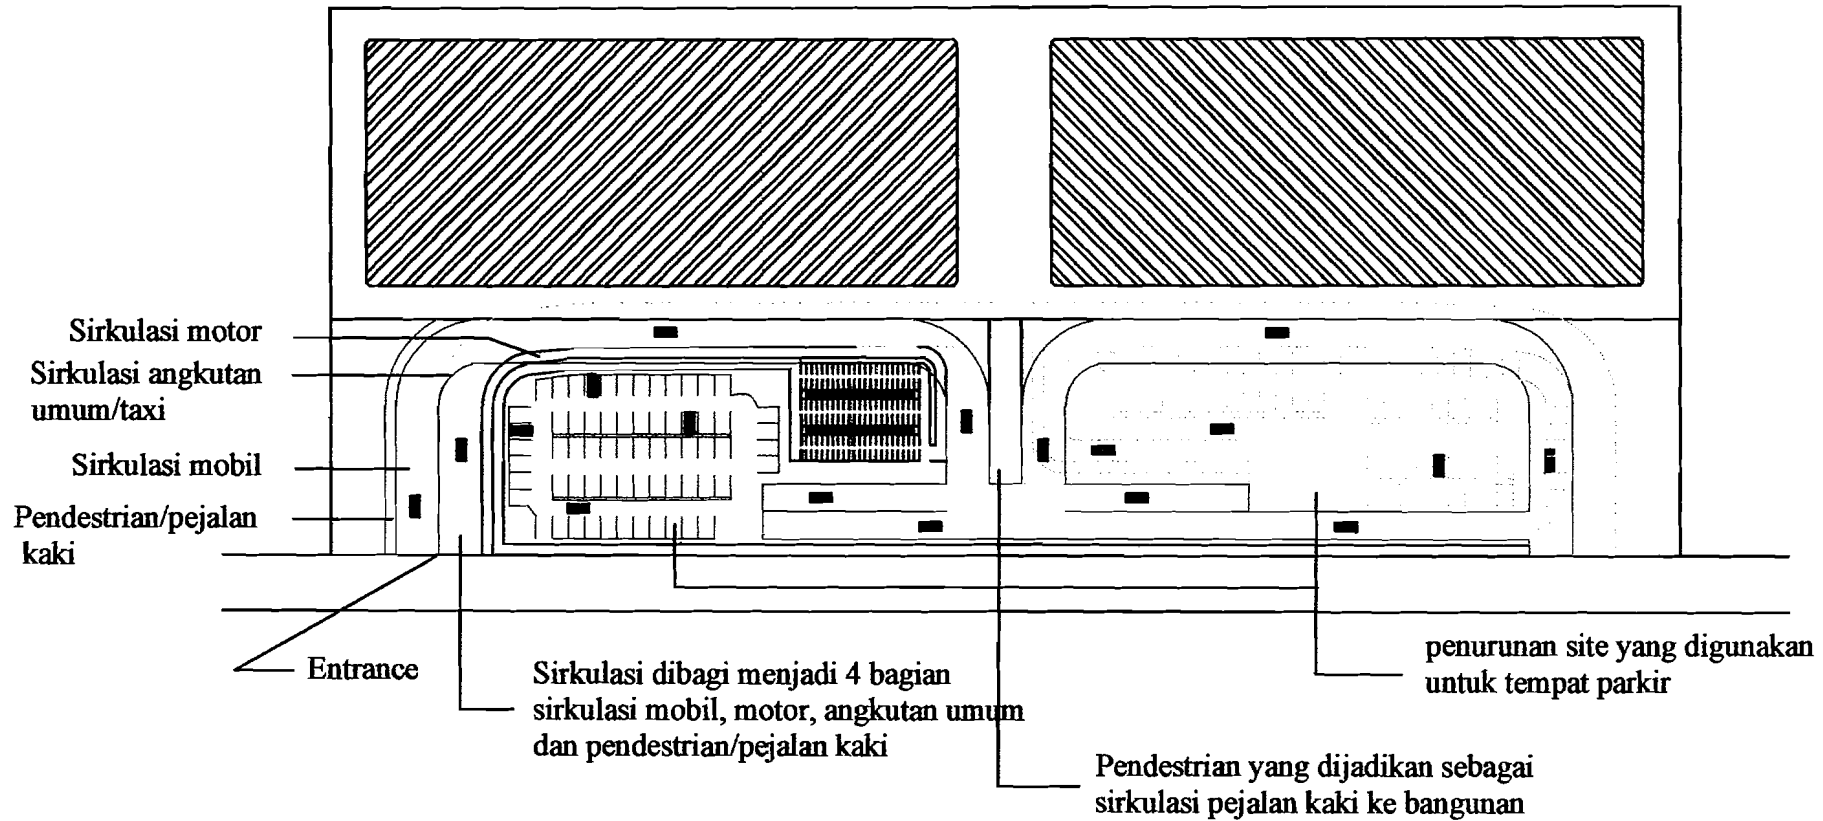 Sirkulasi motor
Sirkulasi angkutan
umum/taxi
Sirkulasi mobil
Pendestrian/pejalan
kaki
Entrance
Sirkulasi dibagi menjadi 4 bagian
sirkulasi mobil, motor, angkutan umum
dan pendestrian/pejalan kaki
penurunan site yang digunakan
untuk tempat parkir
Pendestrian yang dijadikan sebagai
sirkulasi pejalan kaki ke bangunan